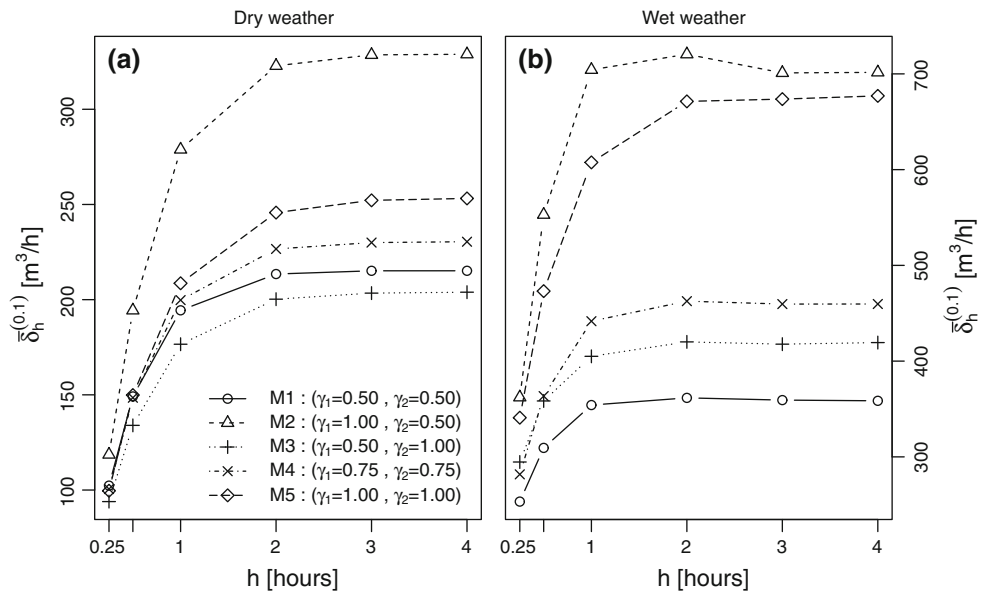 Dry weather
Wet weather
(a)
(b)
300
250
200
150
100
δ̅ₕ^(0.1) [m³/h]
M1 : (γ₁=0.50 , γ₂=0.50)
M2 : (γ₁=1.00 , γ₂=0.50)
M3 : (γ₁=0.50 , γ₂=1.00)
M4 : (γ₁=0.75 , γ₂=0.75)
M5 : (γ₁=1.00 , γ₂=1.00)
700
600
500
400
300
δ̅ₕ^(0.1) [m³/h]
0.25 1 2 3 4
0.25 1 2 3 4
h [hours]
h [hours]